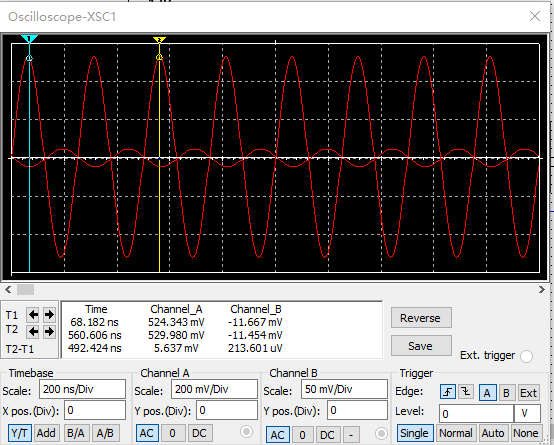 Oscilloscope-XSC1
1
2
T1
T2
T2-T1
Time Channel_A Channel_B
68.182 ns 524.343 mV -11.667 mV
560.606 ns 529.980 mV -11.454 mV
492.424 ns 5.637 mV 213.601 uV
Reverse
Save
Ext. trigger
Timebase
Scale: 200 ns/Div
X pos.(Div): 0
Y/T Add B/A A/B
Channel A
Scale: 200 mV/Div
Y pos.(Div): 0
AC 0 DC
Channel B
Scale: 50 mV/Div
Y pos.(Div): 0
AC 0 DC -
Trigger
Edge: A B Ext
Level: 0 V
Single Normal Auto None